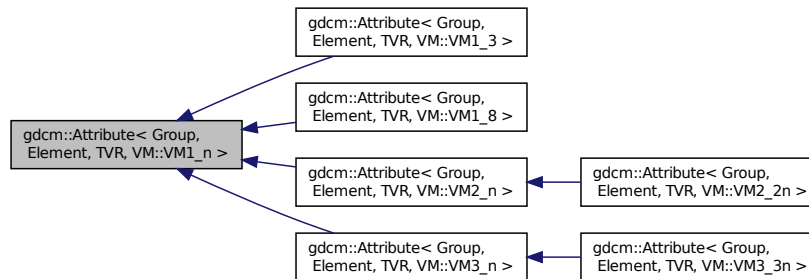 gdcm::Attribute< Group,
Element, TVR, VM::VM1_3 >
gdcm::Attribute< Group,
Element, TVR, VM::VM1_8 >
gdcm::Attribute< Group,
Element, TVR, VM::VM1_n >
gdcm::Attribute< Group,
Element, TVR, VM::VM2_n >
gdcm::Attribute< Group,
Element, TVR, VM::VM2_2n >
gdcm::Attribute< Group,
Element, TVR, VM::VM3_n >
gdcm::Attribute< Group,
Element, TVR, VM::VM3_3n >